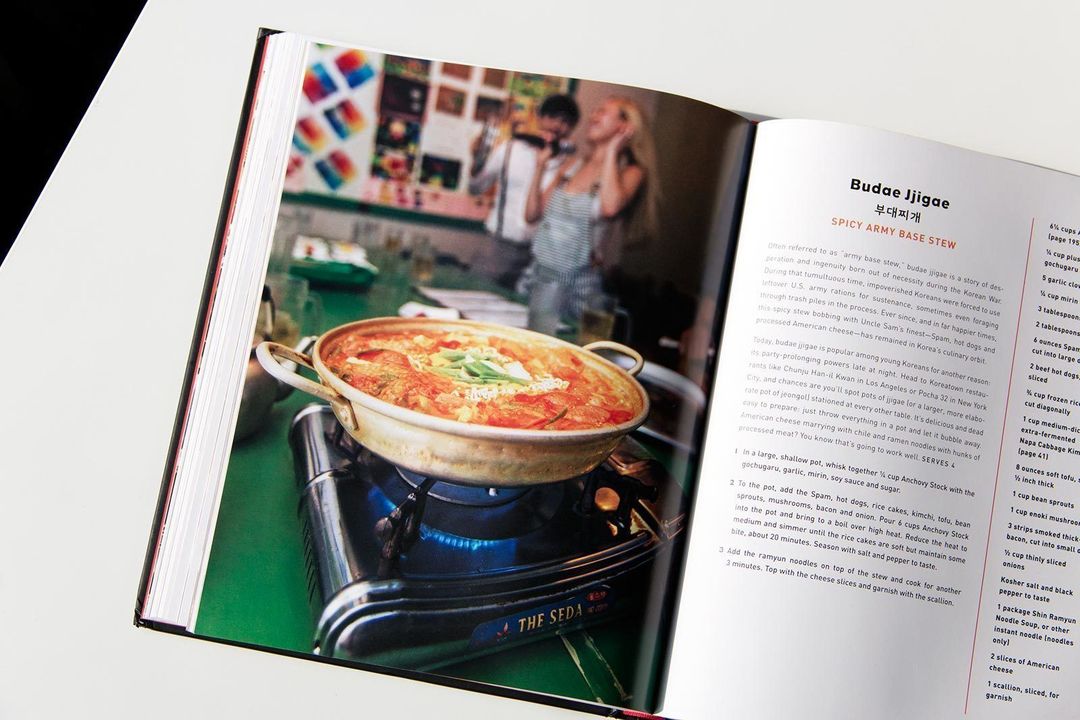 THE SEDA
Budae Jjigae
부대찌개
SPICY ARMY BASE STEW
Often referred to as "army base stew," budae jjigae is a story of des-
peration and ingenuity born out of necessity during the Korean War.
During that tumultuous time, impoverished Koreans were forced to use
leftover U.S. army rations for sustenance, sometimes even foraging
through trash piles in the process. Ever since, and in far happier times,
this spicy stew bobbing with Uncle Sam's finest—Spam, hot dogs and
processed American cheese—has remained in Korea's culinary orbit.
Today, budae jjigae is popular among young Koreans for another reason:
its party-prolonging powers late at night. Head to Koreatown restau-
rants like Chunju Han-il Kwan in Los Angeles or Pocha 32 in New York
City, and chances are you'll spot pots of jjigae (or a larger, more elabo-
rate pot of jeongol) stationed at every other table. It's delicious and dead
easy to prepare: just throw everything in a pot and let it bubble away.
American cheese marrying with chile and ramen noodles with hunks of
processed meat? You know that's going to work well. SERVES 4
1 In a large, shallow pot, whisk together ¼ cup Anchovy Stock with the
gochugaru, garlic, mirin, soy sauce and sugar.
2 To the pot, add the Spam, hot dogs, rice cakes, kimchi, tofu, bean
sprouts, mushrooms, bacon and onion. Pour 6 cups Anchovy Stock
into the pot and bring to a boil over high heat. Reduce the heat to
medium and simmer until the rice cakes are soft but maintain some
bite, about 20 minutes. Season with salt and pepper to taste.
3 Add the ramyun noodles on top of the stew and cook for another
3 minutes. Top with the cheese slices and garnish with the scallion.
6¼ cups
(page 195
¼ cup plus
gochugaru
5 garlic
¼ cup mirin
3 tablespoon
2 tablespoons
6 ounces Spam
cut into large
2 beef hot dogs,
sliced
¾ cup frozen rice
cut diagonally
1 cup
extra-fermented
Napa Cabbage
(page 41)
8 ounces soft tofu,
½ inch thick
1 cup bean sprouts
1 cup enoki
3 strips smoked thick
bacon, cut into small
½ cup thinly sliced
onions
Kosher salt and black
pepper to taste
1 package Shin Ramyun
Noodle Soup, or other
instant noodle (noodles
only)
2 slices of American
cheese
1 scallion, sliced, for
garnish